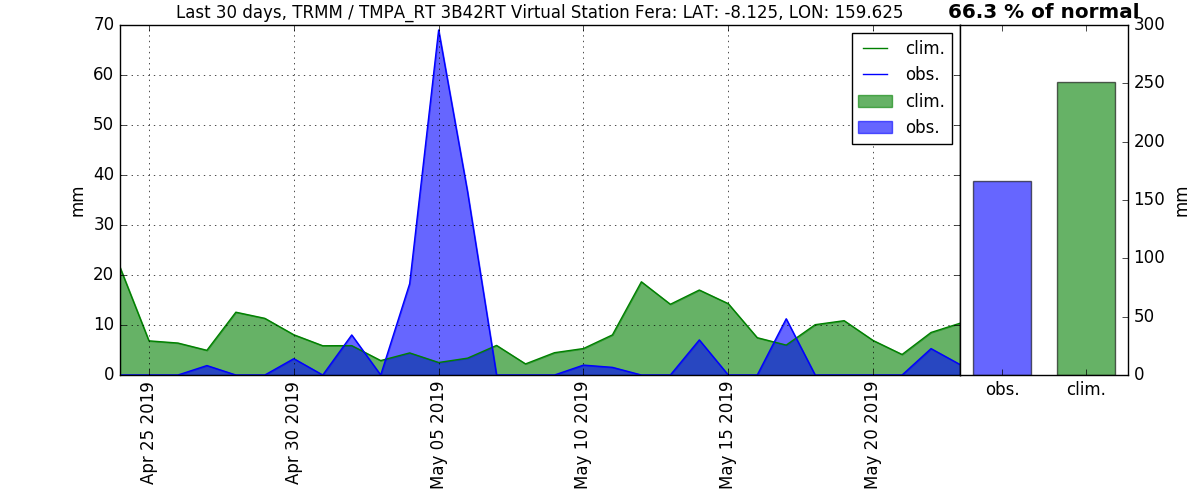 Last 30 days, TRMM / TMPA_RT 3B42RT Virtual Station Fera: LAT: -8.125, LON: 159.625
66.3 % of normal
70
60
50
40
30
20
10
0
mm
clim.
obs.
clim.
obs.
Apr 25 2019
Apr 30 2019
May 05 2019
May 10 2019
May 15 2019
May 20 2019
300
250
200
150
100
50
0
mm
obs.
clim.